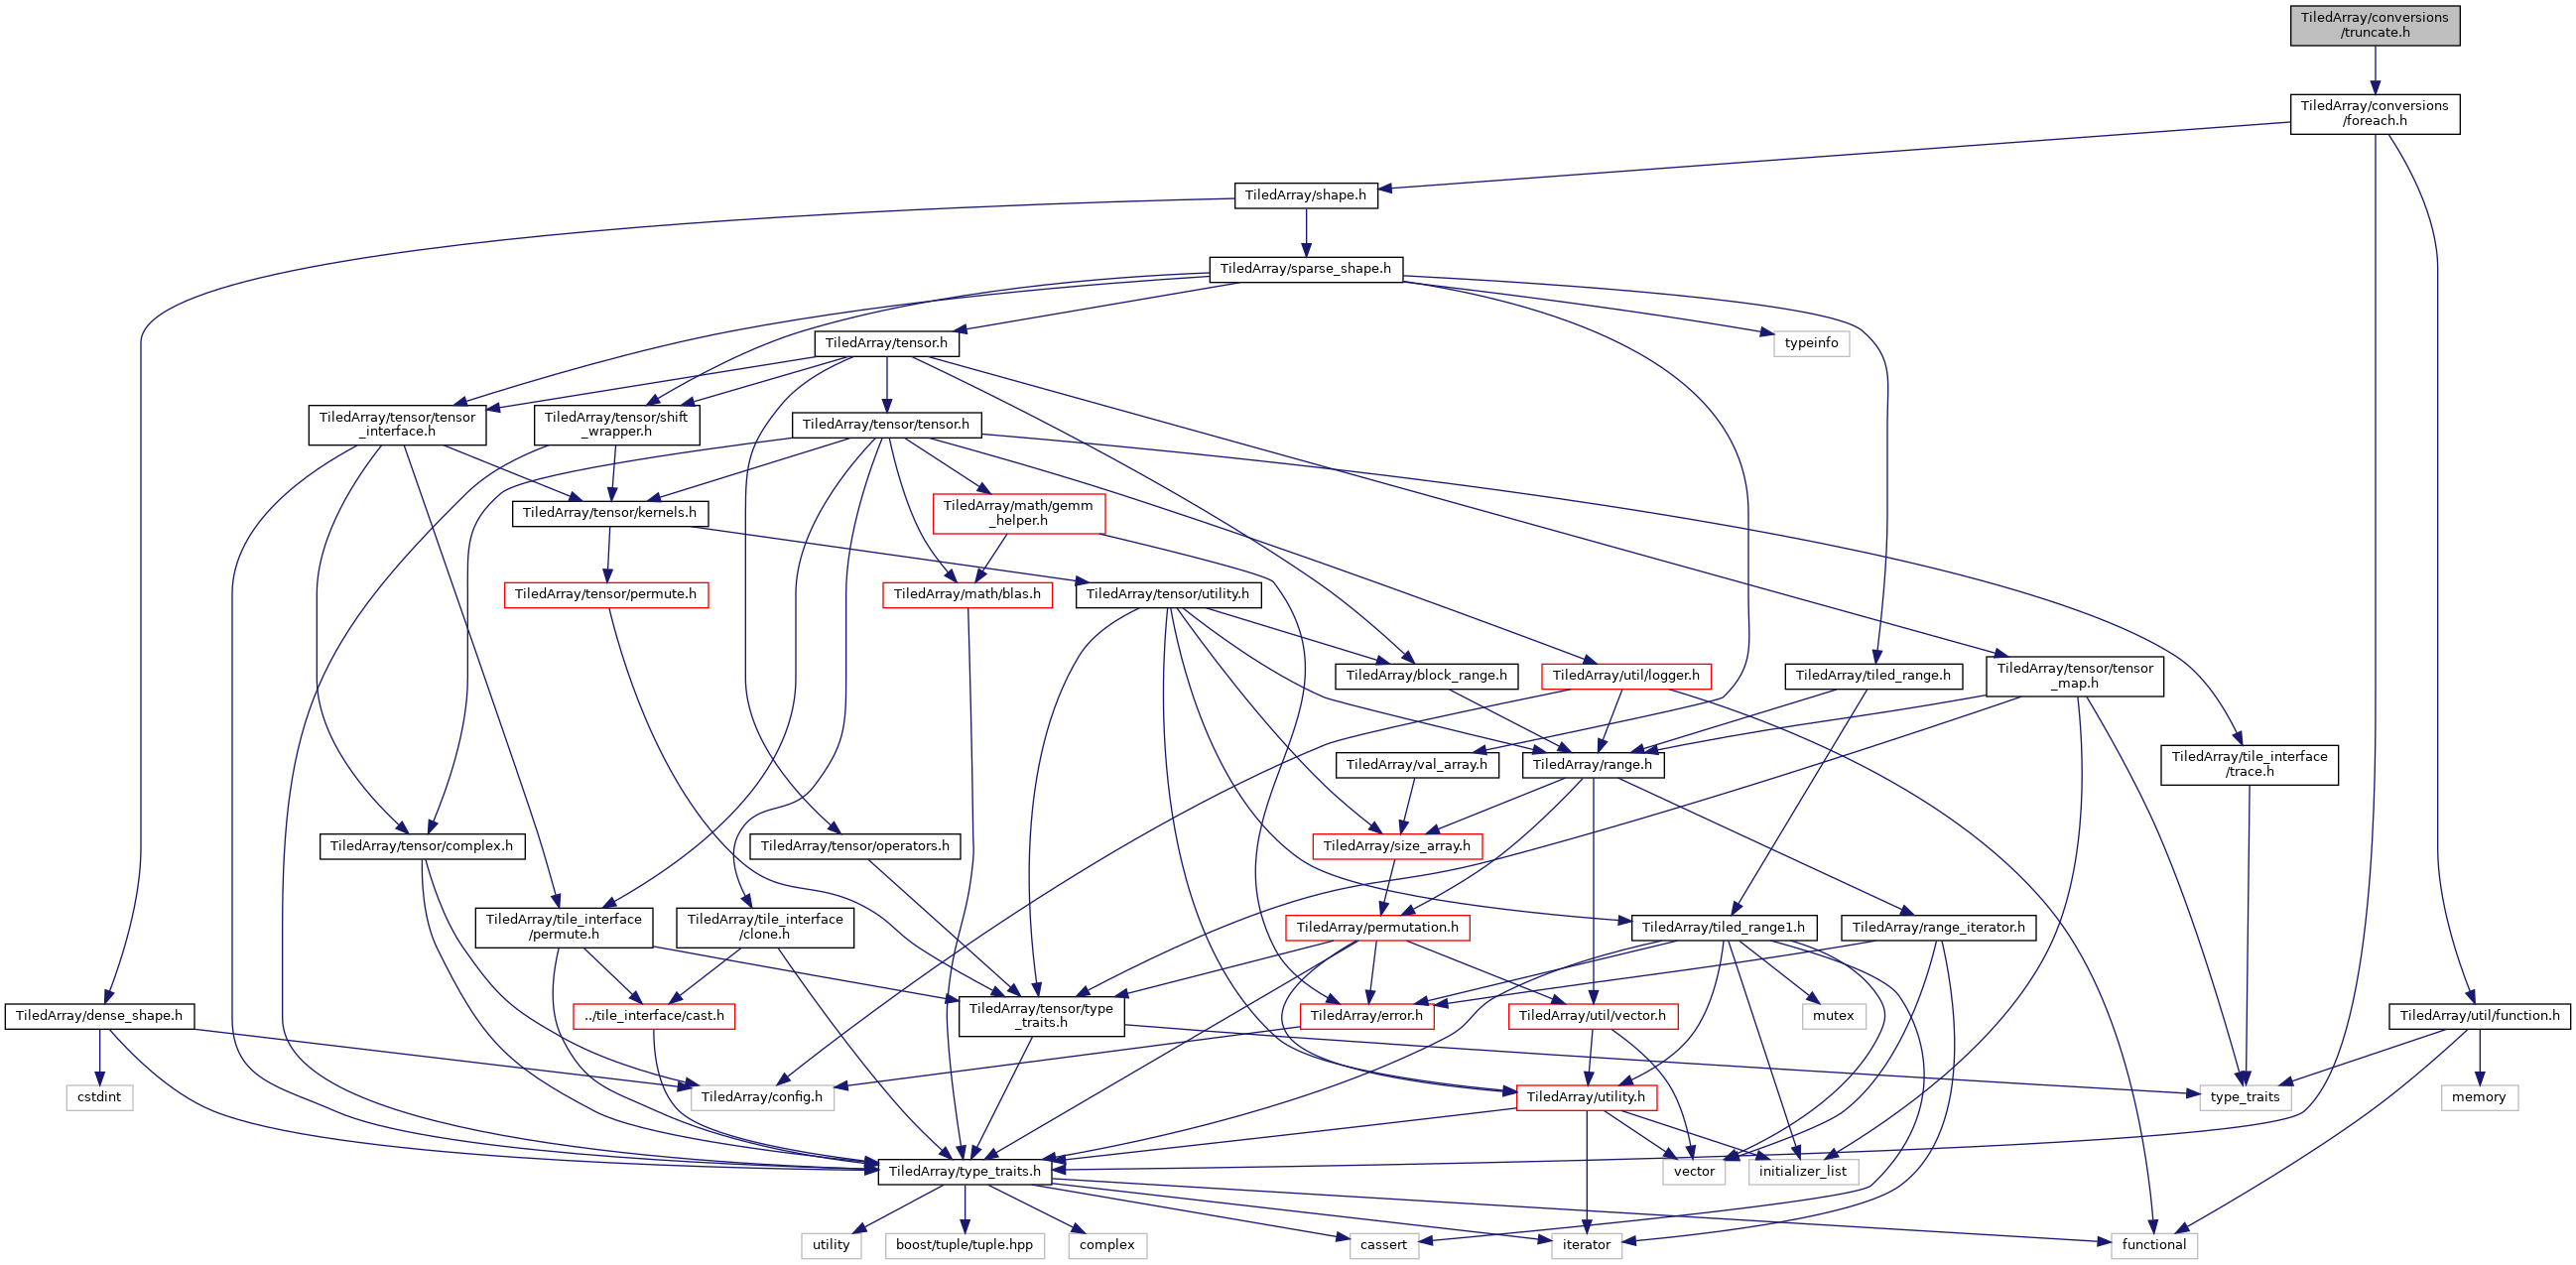 TiledArray/conversions
/truncate.h
TiledArray/conversions
/foreach.h
TiledArray/shape.h
TiledArray/sparse_shape.h
TiledArray/tensor.h
typeinfo
TiledArray/tensor/tensor
_interface.h
TiledArray/tensor/shift
_wrapper.h
TiledArray/tensor/tensor.h
TiledArray/tensor/kernels.h
TiledArray/math/gemm
_helper.h
TiledArray/tensor/permute.h
TiledArray/math/blas.h
TiledArray/tensor/utility.h
TiledArray/block_range.h
TiledArray/util/logger.h
TiledArray/tiled_range.h
TiledArray/tensor/tensor
_map.h
TiledArray/val_array.h
TiledArray/range.h
TiledArray/tile_interface
/trace.h
TiledArray/tensor/complex.h
TiledArray/tensor/operators.h
TiledArray/size_array.h
TiledArray/tile_interface
/permute.h
TiledArray/tile_interface
/clone.h
TiledArray/permutation.h
TiledArray/tiled_range1.h
TiledArray/range_iterator.h
TiledArray/dense_shape.h
../tile_interface/cast.h
TiledArray/tensor/type
_traits.h
TiledArray/error.h
TiledArray/util/vector.h
mutex
TiledArray/util/function.h
cstdint
TiledArray/config.h
TiledArray/utility.h
type_traits
memory
TiledArray/type_traits.h
vector
initializer_list
utility
boost/tuple/tuple.hpp
complex
cassert
iterator
functional